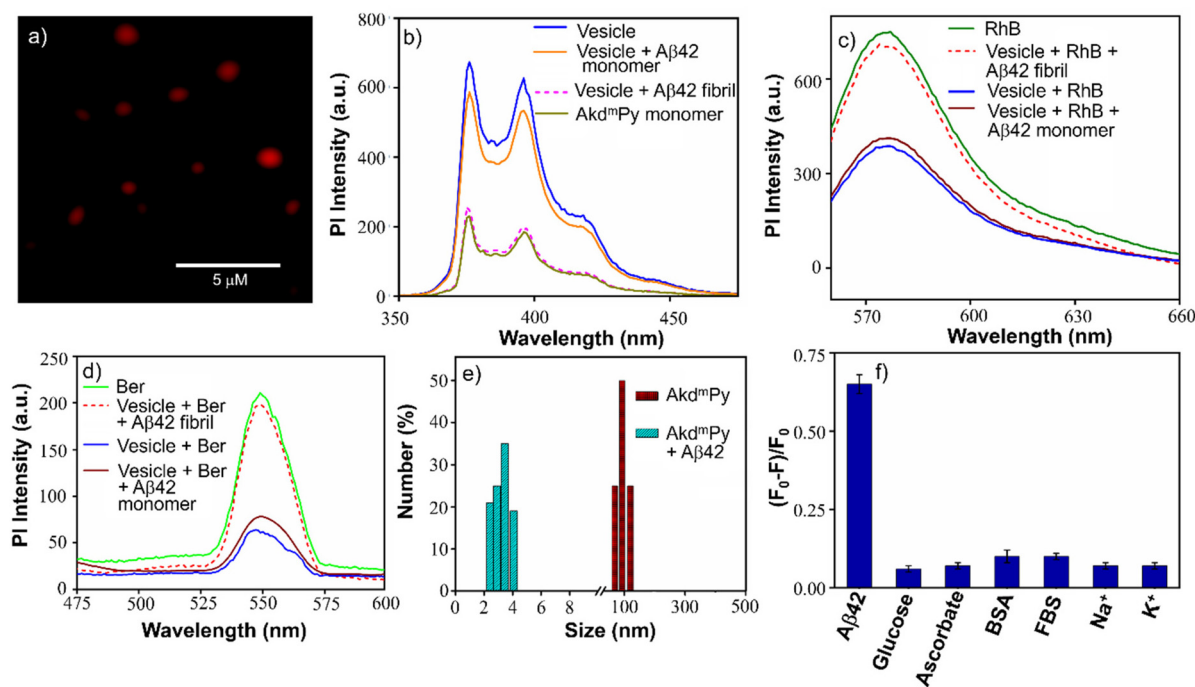 a)
5 µM
b)
PI Intensity (a.u.)
800
600
400
200
0
350
400
450
Wavelength (nm)
Vesicle
Vesicle + Aβ42
monomer
Vesicle + Aβ42 fibril
AkdᵐPy monomer
c)
PI Intensity (a.u.)
600
300
0
570
600
630
660
Wavelength (nm)
RhB
Vesicle + RhB +
Aβ42 fibril
Vesicle + RhB
Vesicle + RhB +
Aβ42 monomer
d)
PI Intensity (a.u.)
250
200
150
100
50
0
475
500
525
550
575
600
Wavelength (nm)
Ber
Vesicle + Ber
+ Aβ42 fibril
Vesicle + Ber
Vesicle + Ber
+ Aβ42
monomer
e)
Number (%)
50
40
30
20
10
0
0
2
4
6
8
100
300
500
Size (nm)
AkdᵐPy
AkdᵐPy
+ Aβ42
f)
(F₀-F)/F₀
0.75
0.50
0.25
0.00
Aβ42
Glucose
Ascorbate
BSA
FBS
Na⁺
K⁺